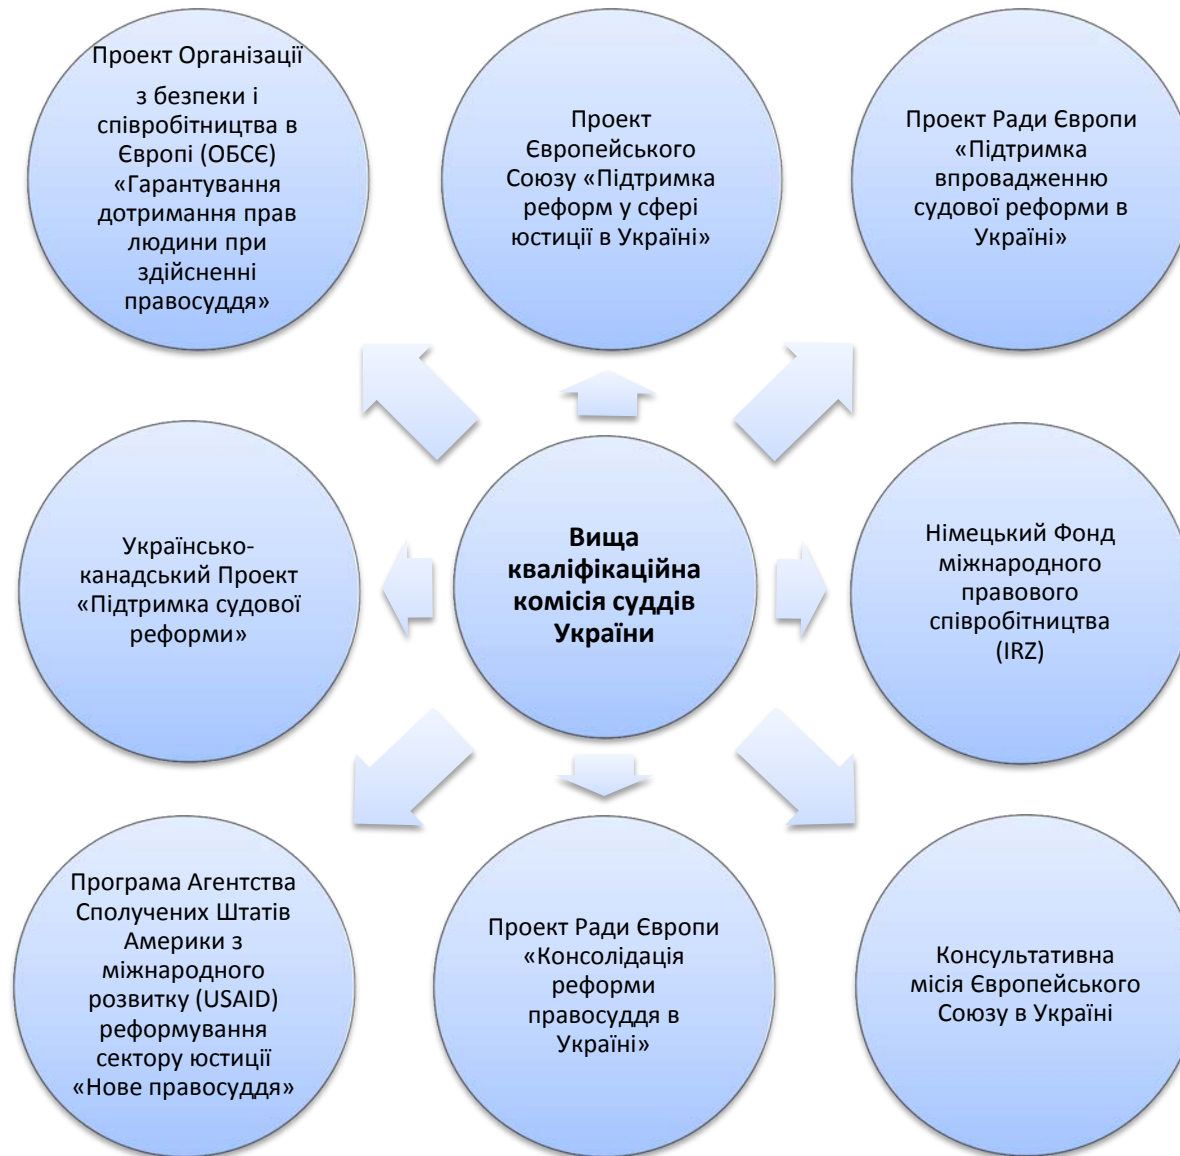 Проект Організації
з безпеки і
співробітництва в
Європі (ОБСЄ)
«Гарантування
дотримання прав
людини при
здійсненні
правосуддя»
Проект
Європейського
Союзу «Підтримка
реформ у сфері
юстиції в Україні»
Проект Ради Європи
«Підтримка
впровадженню
судової реформи в
Україні»
Українсько-
канадський Проект
«Підтримка судової
реформи»
Вища
кваліфікаційна
комісія суддів
України
Німецький Фонд
міжнародного
правового
співробітництва
(IRZ)
Програма Агентства
Сполучених Штатів
Америки з
міжнародного
розвитку (USAID)
реформування
сектору юстиції
«Нове правосуддя»
Проект Ради Європи
«Консолідація
реформи
правосуддя в
Україні»
Консультативна
місія Європейського
Союзу в Україні